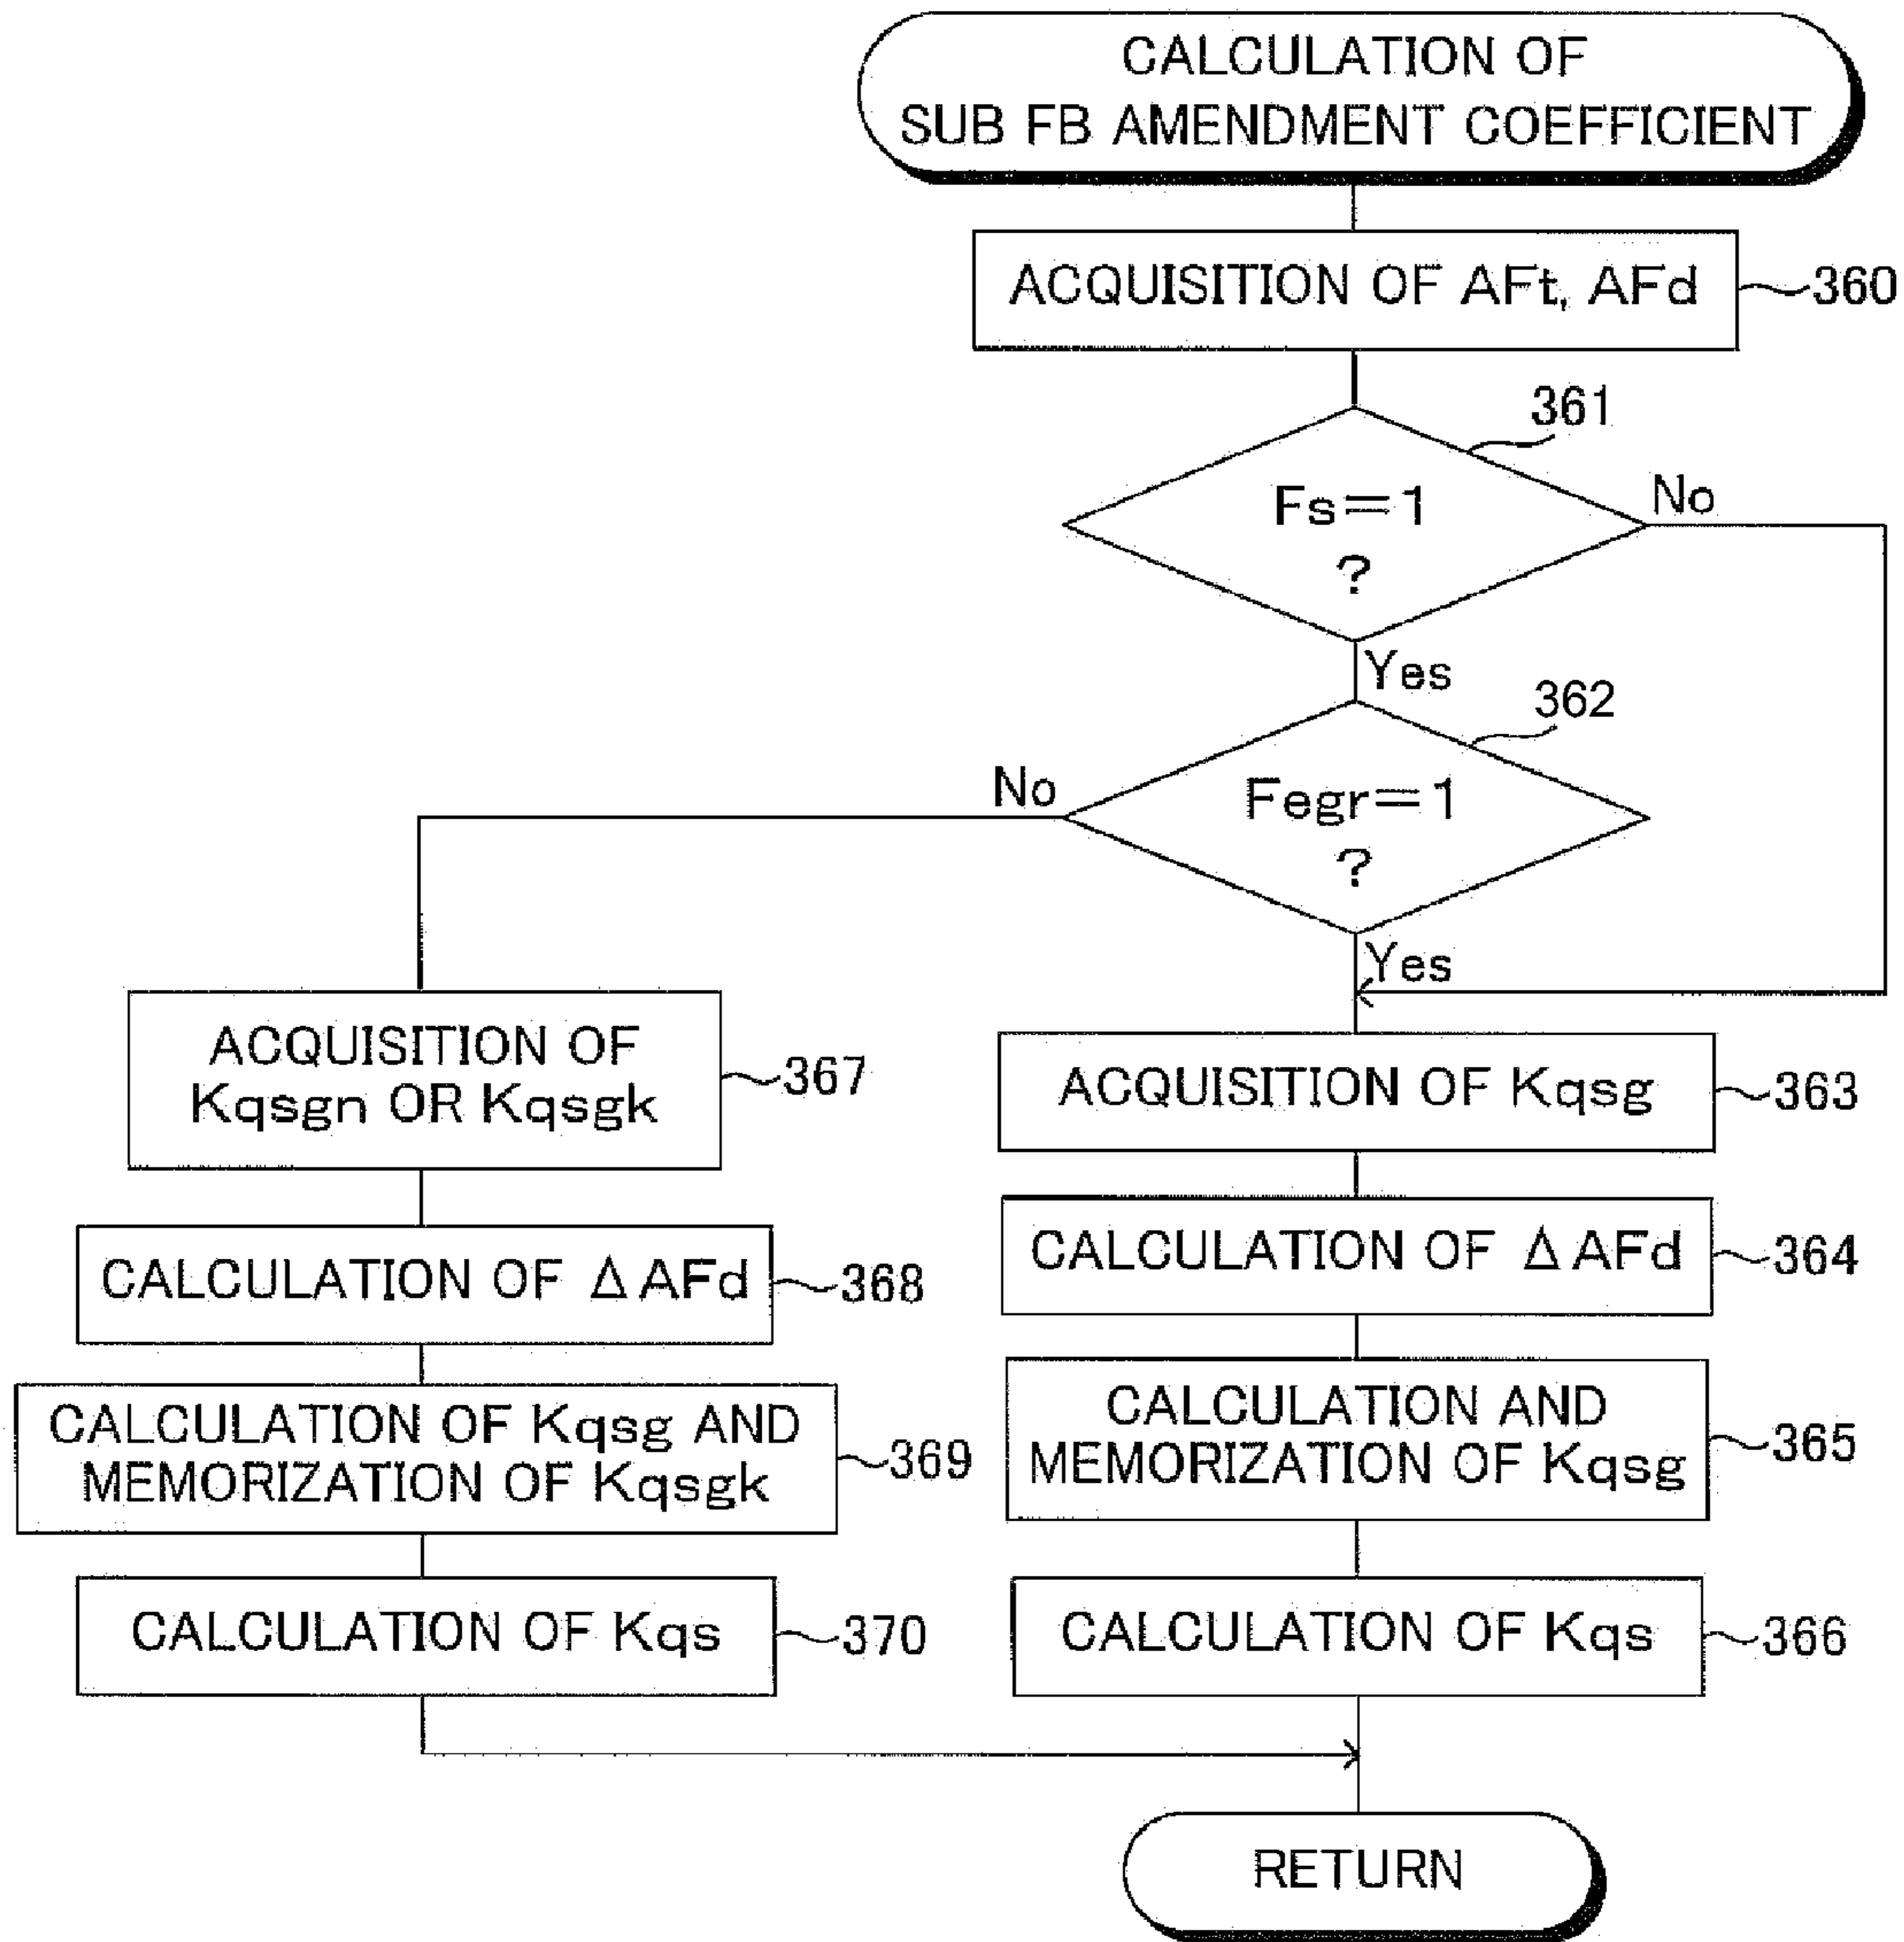 CALCULATION OF
SUB FB AMENDMENT COEFFICIENT
ACQUISITION OF AFt, AFd
360
361
Fs=1
?
No
Yes
362
Fegr=1
?
No
Yes
ACQUISITION OF
Kqsgn OR Kqsgk
367
ACQUISITION OF Kqsg
363
CALCULATION OF Δ AFd
368
CALCULATION OF Δ AFd
364
CALCULATION OF Kqsg AND
MEMORIZATION OF Kqsgk
369
CALCULATION AND
MEMORIZATION OF Kqsg
365
CALCULATION OF Kqs
370
CALCULATION OF Kqs
366
RETURN